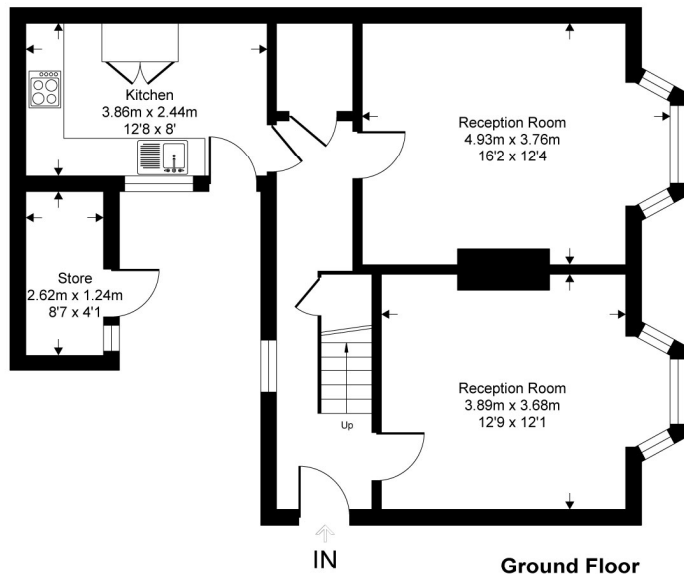 Kitchen
3.86m x 2.44m
12'8 x 8'
Reception Room
4.93m x 3.76m
16'2 x 12'4
Store
2.62m x 1.24m
8'7 x 4'1
Reception Room
3.89m x 3.68m
12'9 x 12'1
Up
IN
Ground Floor